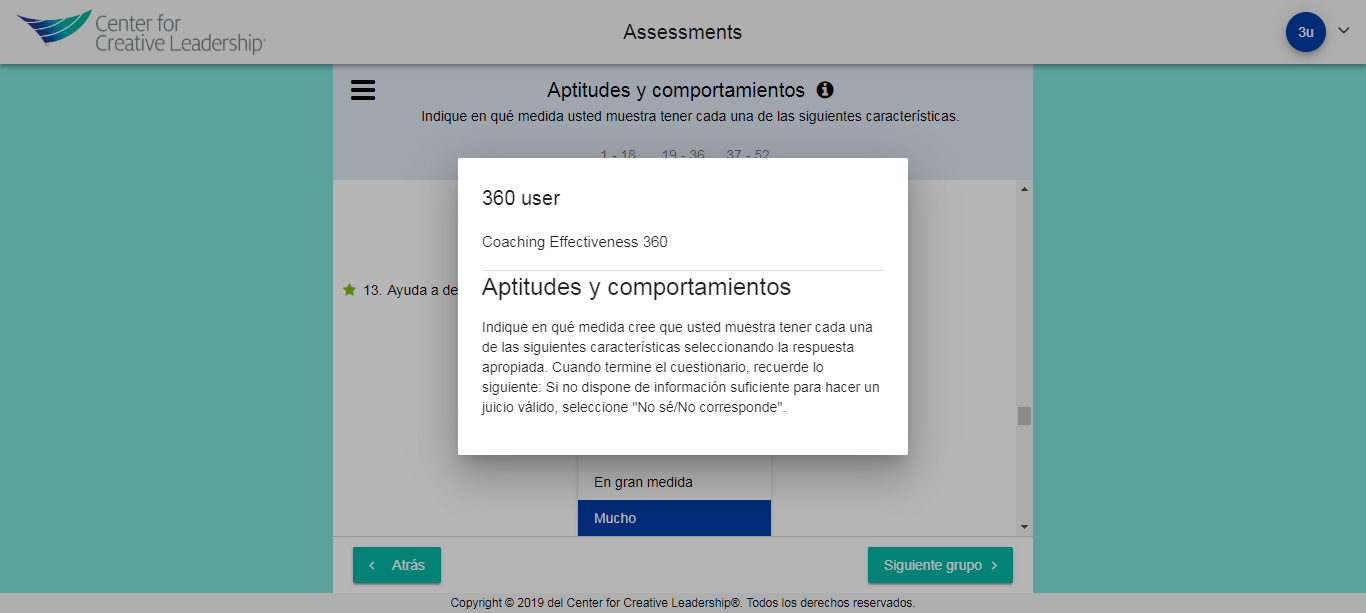 Center for
Creative Leadership®
Assessments
3u
Aptitudes y comportamientos
Indique en qué medida usted muestra tener cada una de las siguientes características.
1 - 18 19 - 36 37 - 52
360 user
Coaching Effectiveness 360
Aptitudes y comportamientos
Indique en qué medida cree que usted muestra tener cada una
de las siguientes características seleccionando la respuesta
apropiada. Cuando termine el cuestionario, recuerde lo
siguiente: Si no dispone de información suficiente para hacer un
juicio válido, seleccione "No sé/No corresponde".
13. Ayuda a de
En gran medida
Mucho
Atrás
Siguiente grupo
Copyright © 2019 del Center for Creative Leadership®. Todos los derechos reservados.